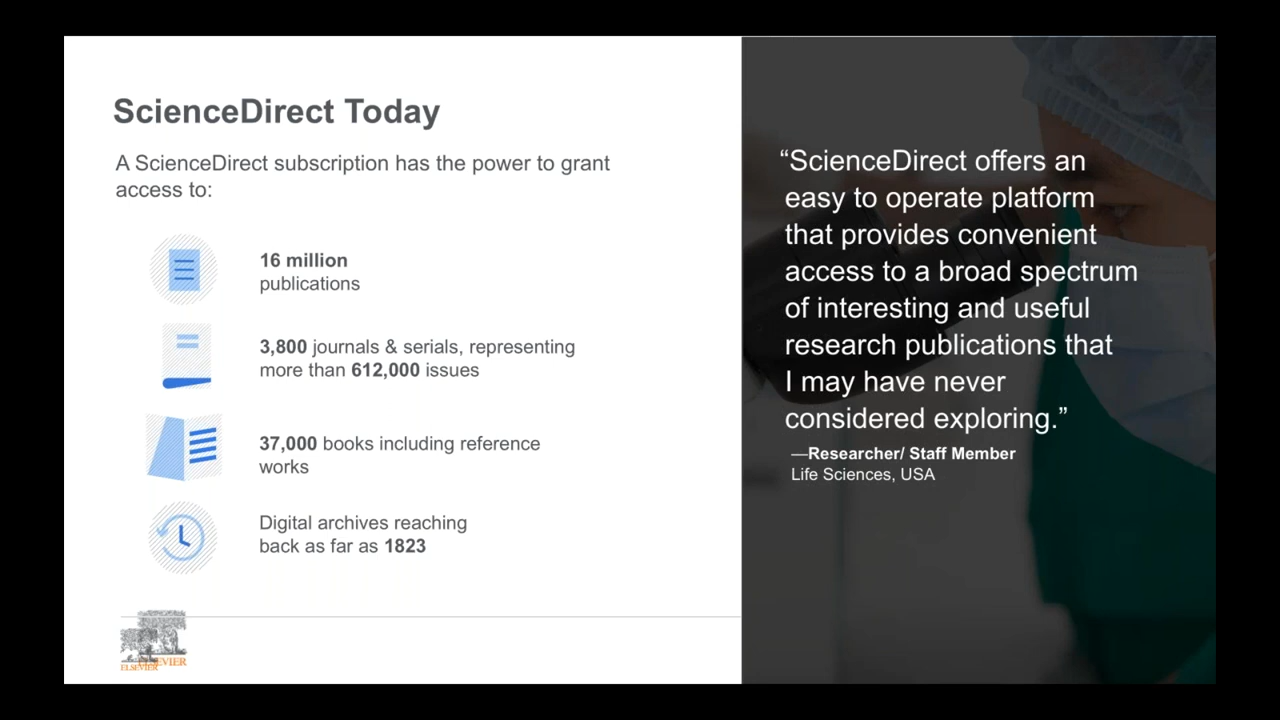 ScienceDirect Today
A ScienceDirect subscription has the power to grant
access to:
16 million
publications
3,800 journals & serials, representing
more than 612,000 issues
37,000 books including reference
works
Digital archives reaching
back as far as 1823
ELSEVIER
ELSEVIER
“ScienceDirect offers an
easy to operate platform
that provides convenient
access to a broad spectrum
of interesting and useful
research publications that
I may have never
considered exploring.”
—Researcher/ Staff Member
Life Sciences, USA